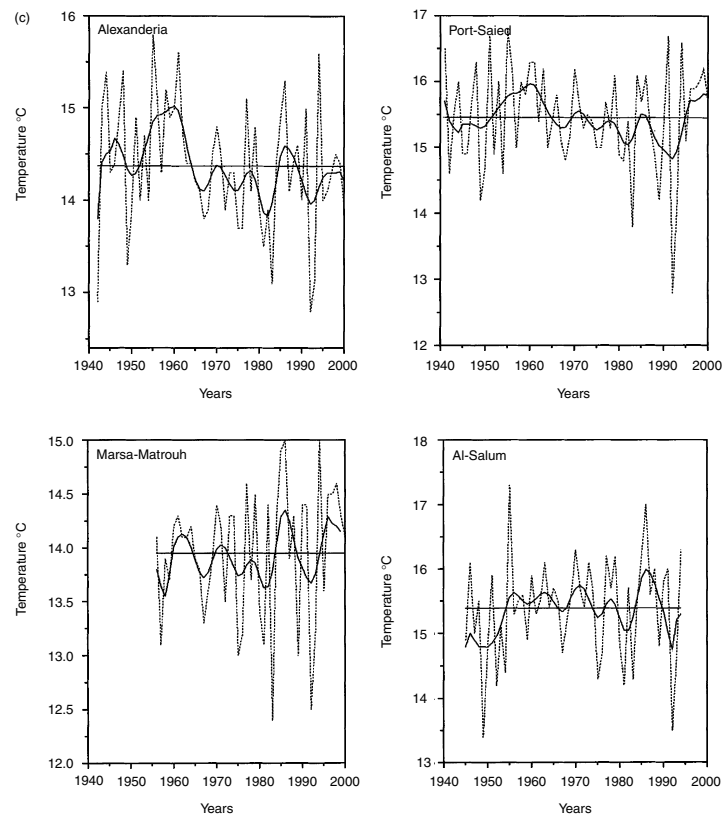 (c)
Alexanderia
Temperature °C
16
15
14
13
1940 1950 1960 1970 1980 1990 2000
Years
Port-Saied
Temperature °C
17
16
15
14
13
12
1940 1950 1960 1970 1980 1990 2000
Years
Marsa-Matrouh
Temperature °C
15.0
14.5
14.0
13.5
13.0
12.5
12.0
1940 1950 1960 1970 1980 1990 2000
Years
Al-Salum
Temperature °C
18
17
16
15
14
13
1940 1950 1960 1970 1980 1990 2000
Years